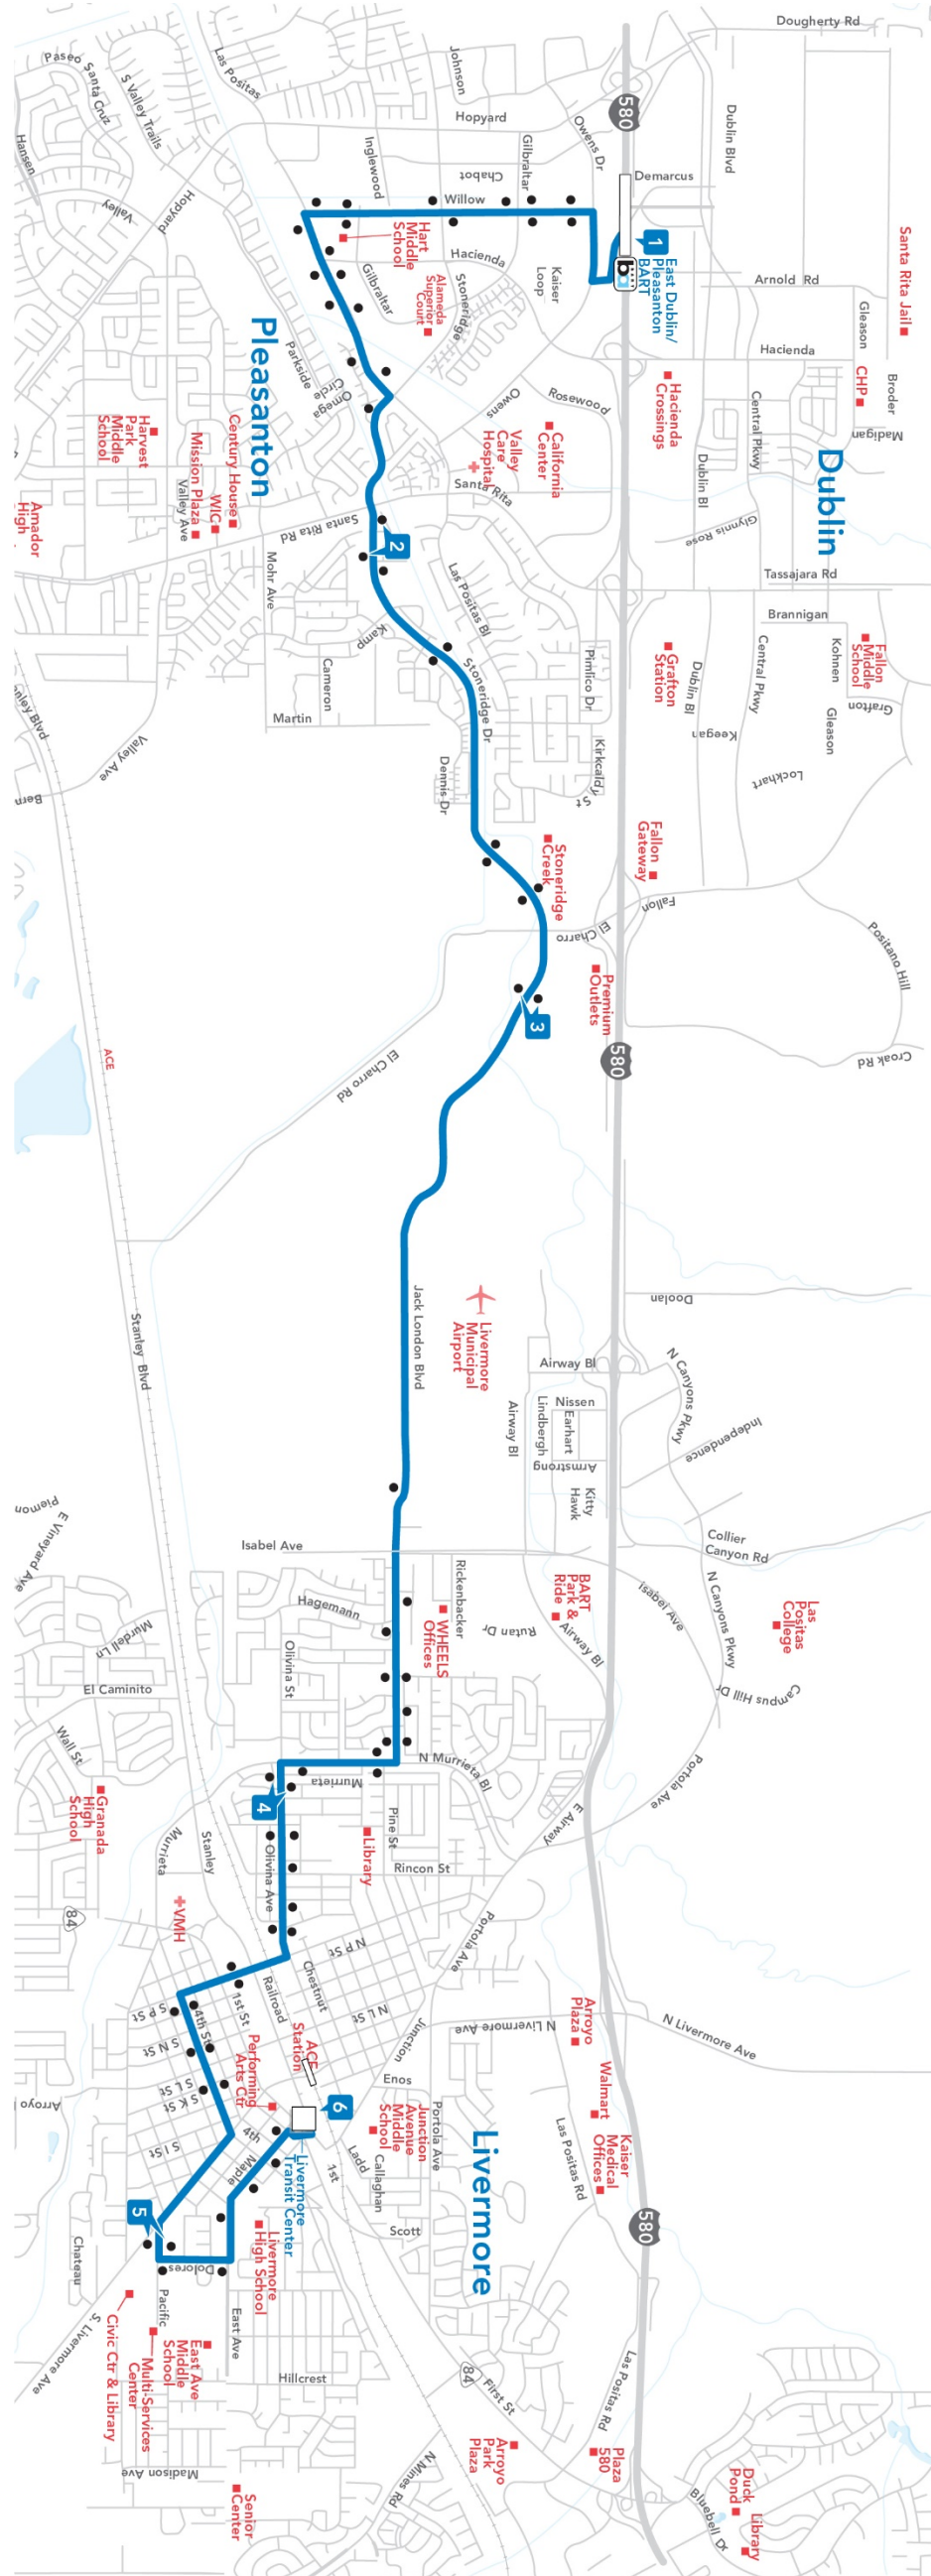 Dougherty Rd
Las Positas
Johnson
Paseo Santa Cruz
S Valley Trails
Hansen
Hopyard
580
Dublin Blvd
Owens Dr
Inglewood
Gilbraltar
Chabot
Demarcus
Willow
Valley
Hopyard
Hart
Middle
School
Hacienda
Kaiser
Loop
1
East Dublin/
Pleasanton
BART
b
Arnold Rd
Santa Rita Jail
Gilbraltar
Alameda
Superior
Court
Stoneridge
Gleason
Hacienda
Pleasanton
Parkside
Omega
Circle
Owens
Rosewood
Hacienda
Crossings
CHP
Broder
Central Pkwy
Madigan
Harvest
Park
Middle
School
Century House
Mission Plaza
WIC
Valley Ave
California
Center
Valley
Care
Hospital
Santa Rita
Dublin Bl
Dublin
Amador
High
Santa Rita Rd
2
Glynnis Rose
Mohr Ave
Las Positas Bl
Tassajara Rd
Brannigan
Kamp
Cameron
Stoneridge Dr
Pimlico Dr
Grafton
Station
Dublin Bl
Central Pkwy
Kohnen
Fallon
Middle
School
Grafton
Martin
Gleason
Keegan
nley Blvd
Valley Ave
Bern
Dennis Dr
Kirkcaldy
St
Lockhart
Stoneridge
Creek
Fallon
Gateway
Fallon
El Charro
Positano Hill
Premium
Outlets
3
580
Croak Rd
ACE
El Charro Rd
Stanley Blvd
Jack London Blvd
Livermore
Municipal
Airport
Doolan
Airway Bl
N Canyons Pkwy
Nissen
Lindbergh
Earhart
Airway Bl
Armstrong
Independence
Kitty
Hawk
Piemon
E Vineyard Ave
Isabel Ave
Collier
Canyon Rd
Rickenbacker
BART
Park &
Ride
Isabel Ave
N Canyons Pkwy
Las
Positas
College
Hagemann
WHEELS
Offices
Rutan Dr
Airway Bl
Murdell Ln
Olivina St
El Caminito
Campus Hill Dr
Wall St
N Murrieta Bl
Murrieta
Portola Ave
Granada
High
School
4
Pine St
E Airway
Murrieta
Stanley
Library
Olivina Ave
Rincon St
84
VMH
Portola Ave
N P St
Chestnut
Railroad
1st St
S P St
4th St
N L St
Arroyo
Plaza
N Livermore Ave
N Livermore Ave
S N St
Performing
Arts Ctr
ACE
Station
Junction
S L St
Enos
Walmart
Arroyo
S K St
6
Junction
Avenue
Middle
School
Portola Ave
Livermore
Las Positas Rd
Kaiser
Medical
Offices
4th
S I St
Maple
Livermore
Transit Center
1st
Ladd
Callaghan
5
Scott
580
Livermore
High School
Dolores
Chateau
Pacific
S. Livermore Ave
Civic Ctr & Library
Multi-Services
Center
East Ave
Middle
School
East Ave
Hillcrest
84
First St
Las Positas Rd
Madison Ave
Arroyo
Park
Plaza
Plaza
580
N Mines Rd
Senior
Center
Duck
Pond
Library
Bluebell Dr